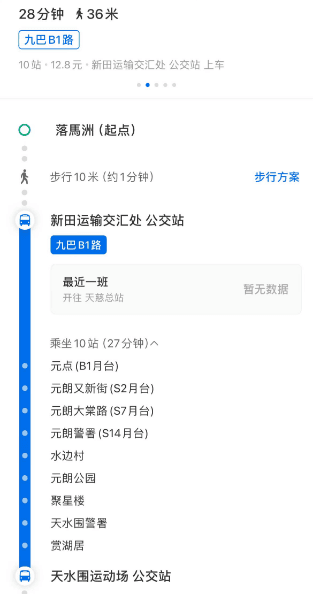 28分钟 36米
九巴B1路
10站 · 12.8元 · 新田运输交汇处 公交站 上车
落馬洲（起点）
步行10米（约1分钟） 步行方案
新田运输交汇处 公交站
九巴B1路
最近一班
开往 天慈总站
暂无数据
乘坐10站（27分钟）
元点(B1月台)
元朗又新街(S2月台)
元朗大棠路(S7月台)
元朗警署(S14月台)
水边村
元朗公园
聚星楼
天水围警署
赏湖居
天水围运动场 公交站